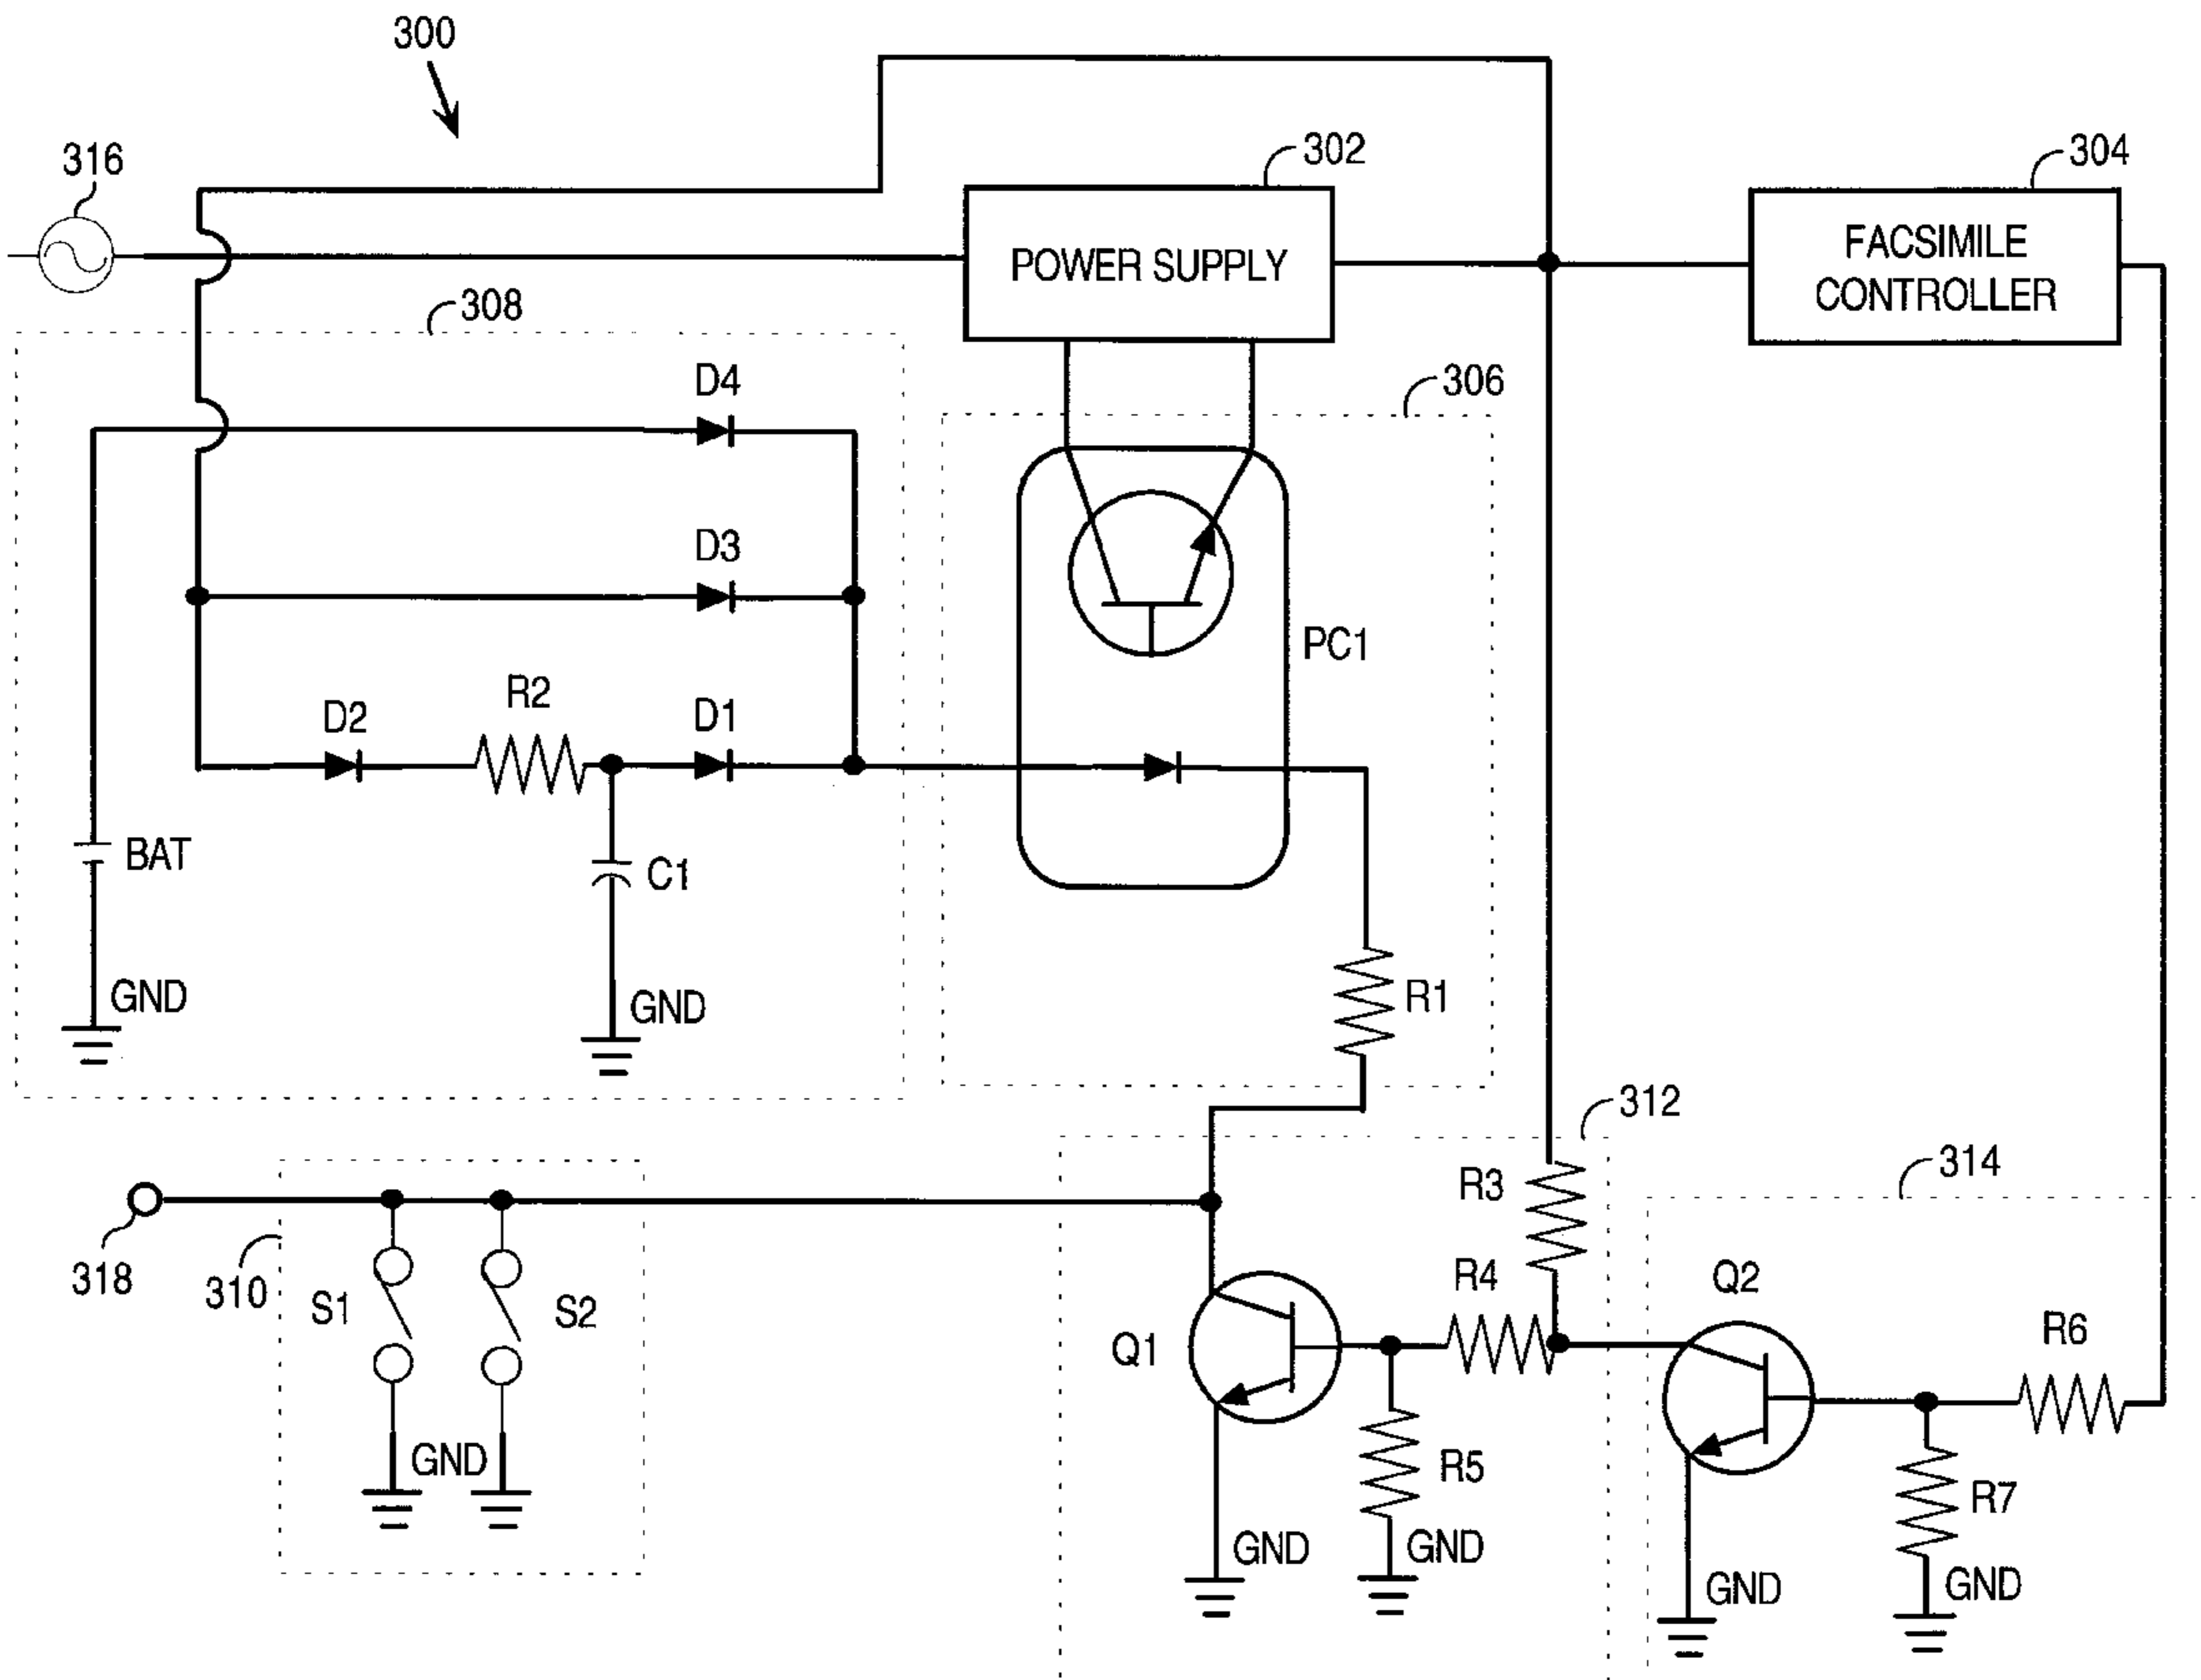 300
316
302
304
POWER SUPPLY
FACSIMILE
CONTROLLER
308
306
D4
D3
PC1
D2
R2
D1
BAT
C1
GND
GND
R1
312
314
318
310
S1
S2
GND
R3
R4
Q1
Q2
R6
R5
R7
GND
GND
GND
GND